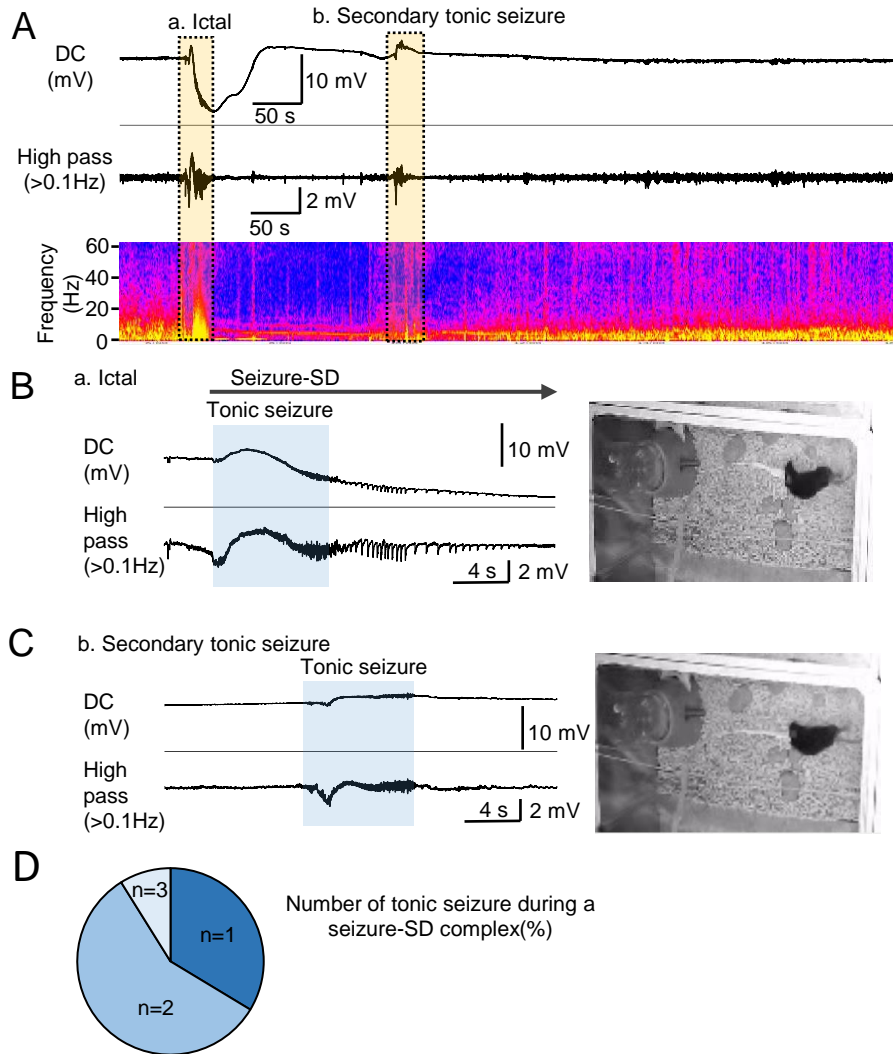 A
a. Ictal
b. Secondary tonic seizure
DC
(mV)
10 mV
50 s
High pass
(>0.1Hz)
2 mV
50 s
Frequency
(Hz)
60
40
20
0
B
a. Ictal
Seizure-SD
Tonic seizure
DC
(mV)
10 mV
High
pass
(>0.1Hz)
4 s
2 mV
C
b. Secondary tonic seizure
Tonic seizure
DC
(mV)
10 mV
High
pass
(>0.1Hz)
4 s
2 mV
D
n=3
n=1
n=2
Number of tonic seizure during a
seizure-SD complex(%)